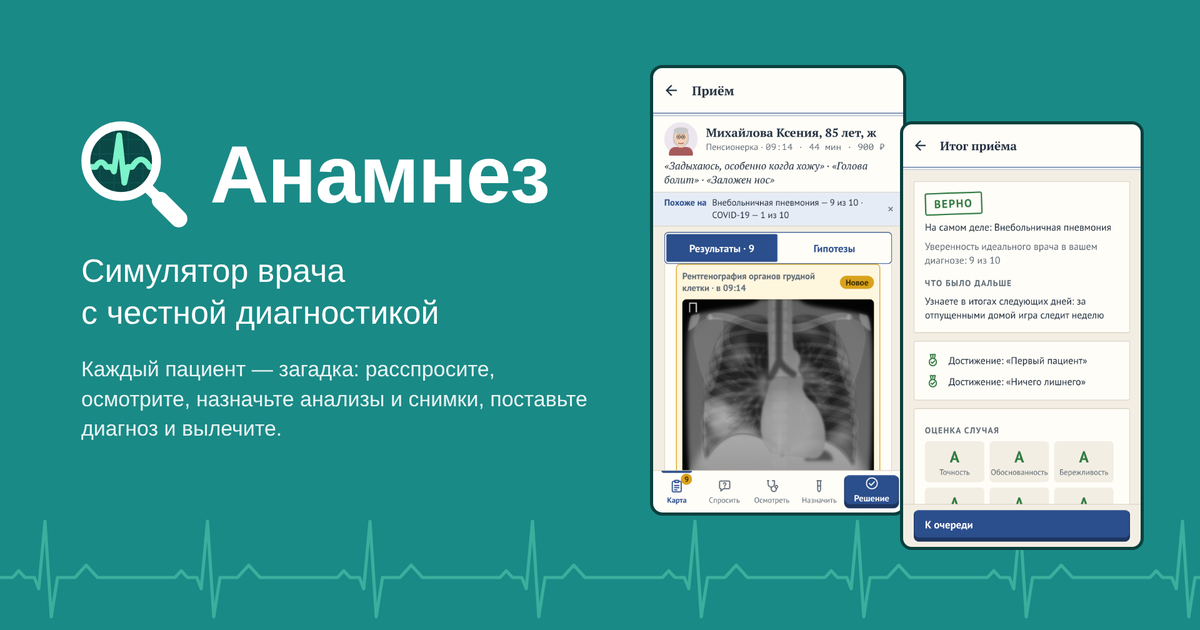 Анамнез
Симулятор врача
с честной диагностикой
Каждый пациент — загадка: расспросите,
осмотрите, назначьте анализы и снимки, поставьте
диагноз и вылечите.
Приём
Михайлова Ксения, 85 лет, ж
Пенсионерка · 09:14 · 44 мин · 900 ₽
«Задыхаюсь, особенно когда хожу» · «Голова
болит» · «Заложен нос»
Похоже на Внебольничная пневмония — 9 из 10 ·
COVID-19 — 1 из 10
×
Результаты · 9
Гипотезы
Рентгенография органов грудной
клетки · в 09:14
Новое
П
9
Карта
Спросить
Осмотреть
Назначить
Решение
Итог приёма
ВЕРНО
На самом деле: Внебольничная пневмония
Уверенность идеального врача в вашем
диагнозе: 9 из 10
ЧТО БЫЛО ДАЛЬШЕ
Узнаете в итогах следующих дней: за
отпущенными домой игра следит неделю
Достижение: «Первый пациент»
Достижение: «Ничего лишнего»
ОЦЕНКА СЛУЧАЯ
A A A
Точность Обоснованность Бережливость
A A A
К очереди